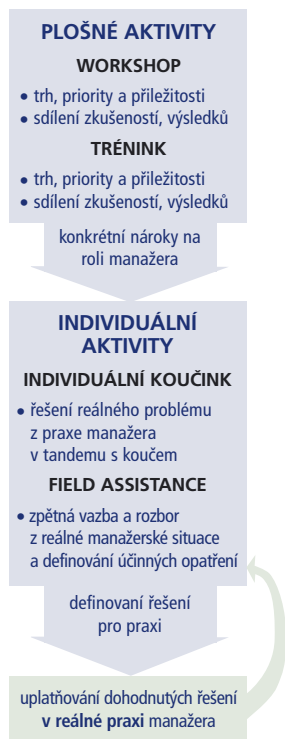 PLOŠNÉ AKTIVITY
WORKSHOP
• trh, priority a přiležitosti
• sdílení zkušeností, výsledků
TRÉNINK
• trh, priority a přiležitosti
• sdílení zkušeností, výsledků
konkrétní nároky na
roli manažera
INDIVIDUÁLNÍ
AKTIVITY
INDIVIDUÁLNÍ KOUČINK
• řešení reálného problému
z praxe manažera
v tandemu s koučem
FIELD ASSISTANCE
• zpětná vazba a rozbor
z reálné manažerské situace
a definování účinných opatření
definovaní řešení
pro praxi
uplatňování dohodnutých řešení
v reálné praxi manažera